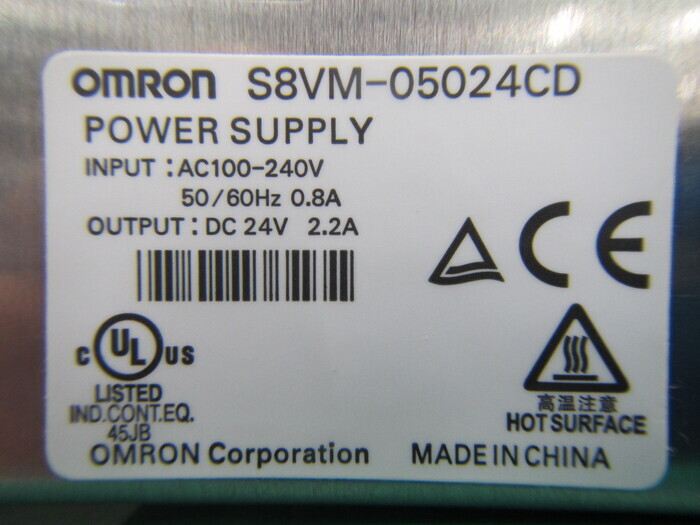 OMRON S8VM-05024CD
POWER SUPPLY
INPUT : AC100-240V
50/60Hz 0.8A
OUTPUT : DC 24V 2.2A
CE
C UL US
LISTED
IND.CONT.EQ.
45JB
高温注意
HOT SURFACE
OMRON Corporation MADE IN CHINA